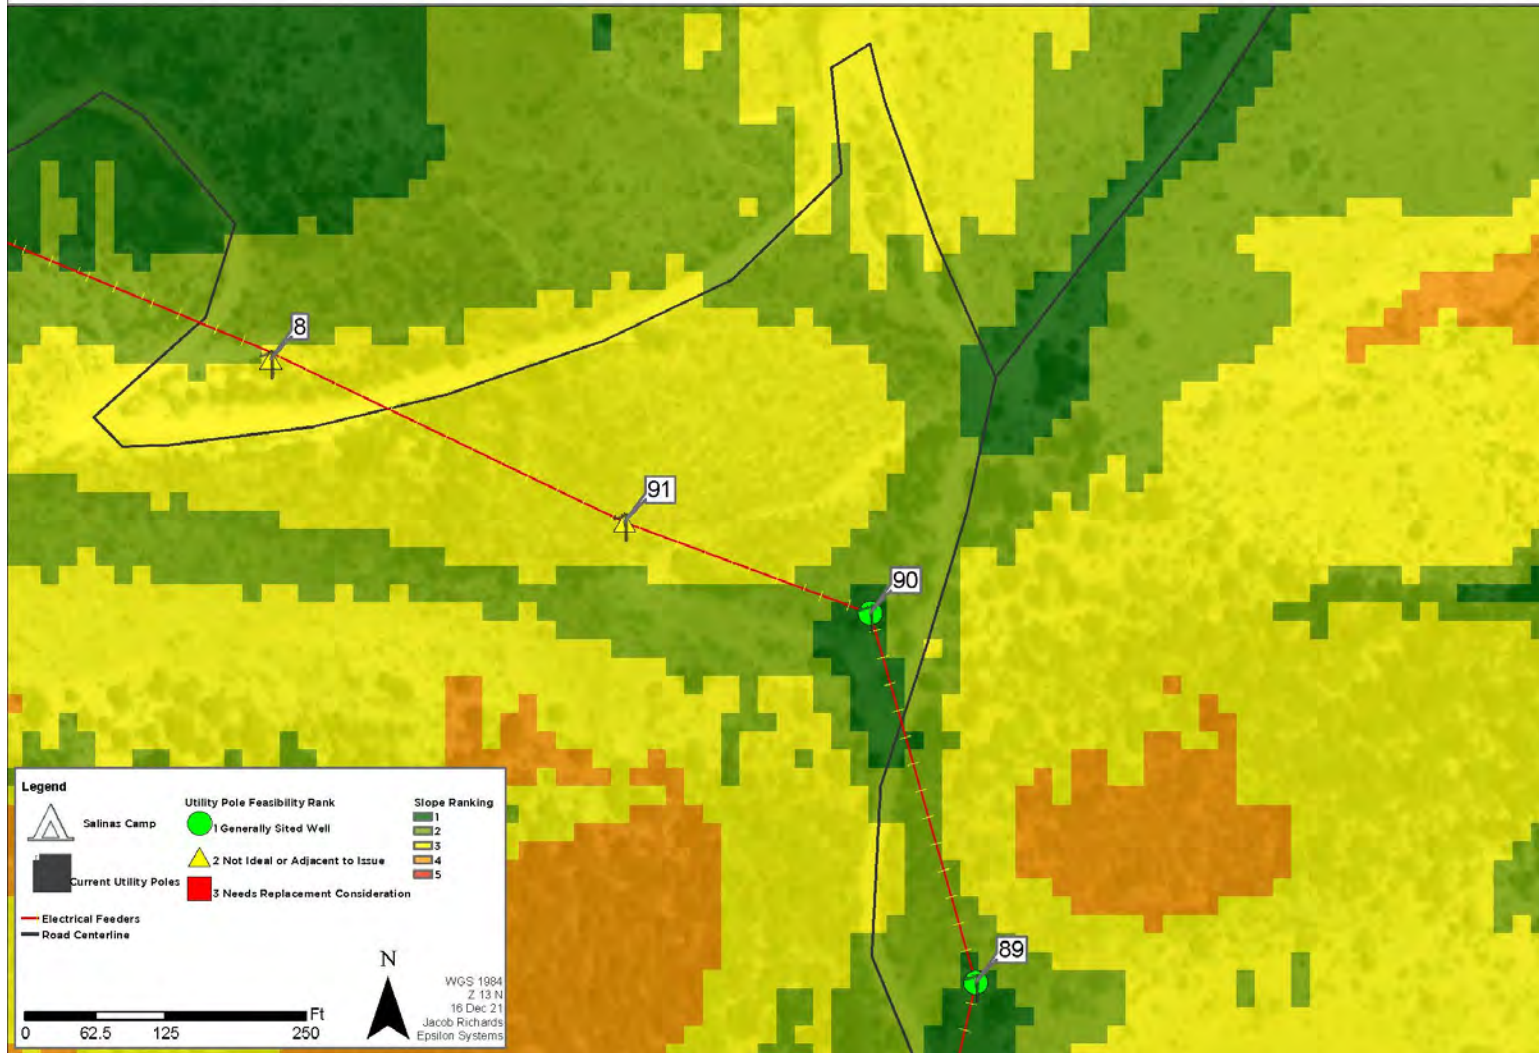 8
91
90
89
Legend
Salinas Camp
Current Utility Poles
Electrical Feeders
Road Centerline
Utility Pole Feasibility Rank
1 Generally Sited Well
2 Not Ideal or Adjacent to Issue
3 Needs Replacement Consideration
Slope Ranking
1
2
3
4
5
N
WGS 1984
Z 13 N
16 Dec 21
Jacob Richards
Epsilon Systems
Ft
0 62.5 125 250